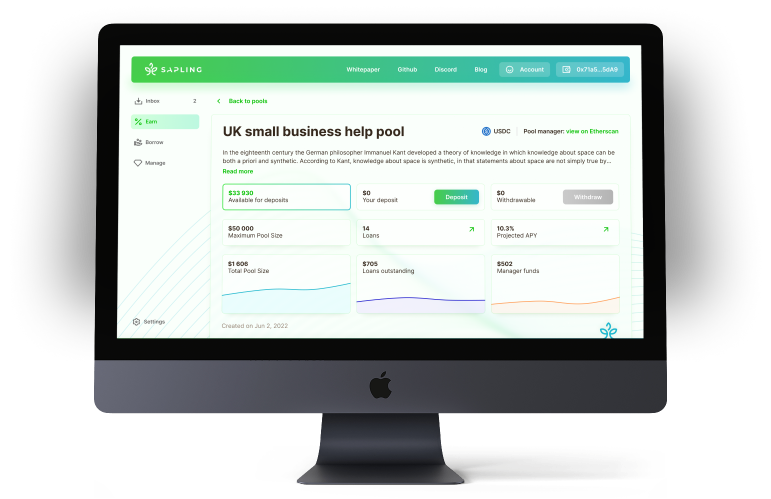 SAPLING
Whitepaper Github Discord Blog Account 0x71a5...5dA9
Inbox 2
Earn
Borrow
Manage
Settings
Back to pools
UK small business help pool
USDC Pool manager: view on Etherscan
In the eighteenth century the German philosopher Immanuel Kant developed a theory of knowledge in which knowledge about space can be
both a priori and synthetic. According to Kant, knowledge about space is synthetic, in that statements about space are not simply true by...
Read more
$33 930
Available for deposits
$0
Your deposit
Deposit
$0
Withdrawable
Withdraw
$50 000
Maximum Pool Size
14
Loans
10.3%
Projected APY
$1 606
Total Pool Size
$705
Loans outstanding
$502
Manager funds
Created on Jun 2, 2022